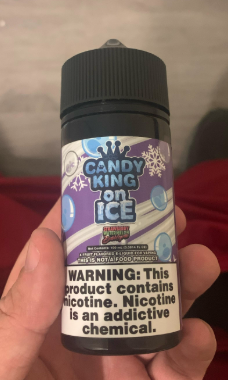 CANDY
KING
on
ICE
THIS IS NOT A FOOD PRODUCT
WARNING: This
product contains
nicotine. Nicotine
is an addictive
chemical.